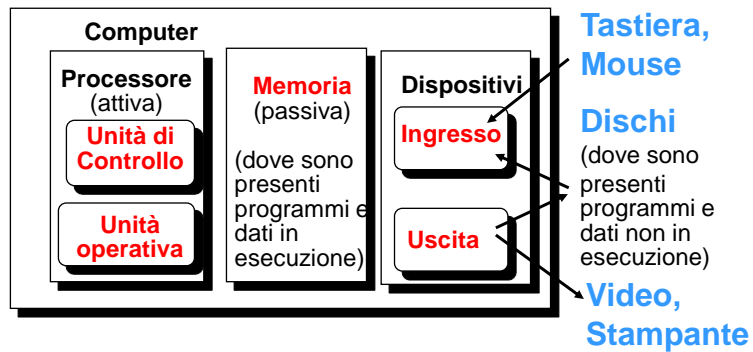 Computer
Processore
(attiva)
Unità di
Controllo
Unità
operativa
Memoria
(passiva)
(dove sono
presenti
programmi e
dati in
esecuzione)
Dispositivi
Ingresso
Uscita
Tastiera,
Mouse
Dischi
(dove sono
presenti
programmi e
dati non in
esecuzione)
Video,
Stampante